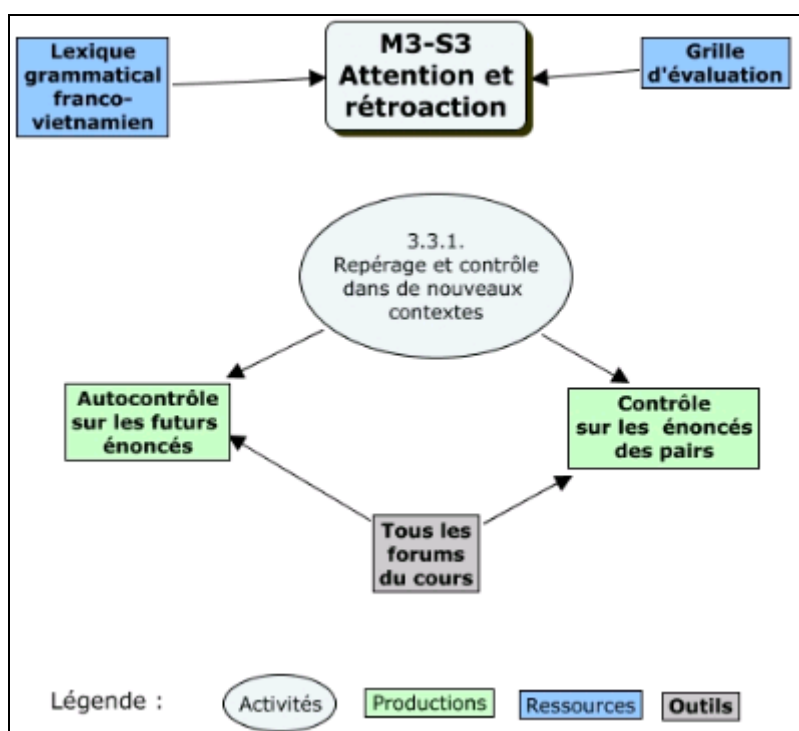 Lexique
grammatical
franco-
vietnamien
M3-S3
Attention et
rétroaction
Grille
d'évaluation
3.3.1.
Repérage et contrôle
dans de nouveaux
contextes
Autocontrôle
sur les futurs
énoncés
Contrôle
sur les énoncés
des pairs
Tous les
forums
du cours
Légende :
Activités
Productions
Ressources
Outils